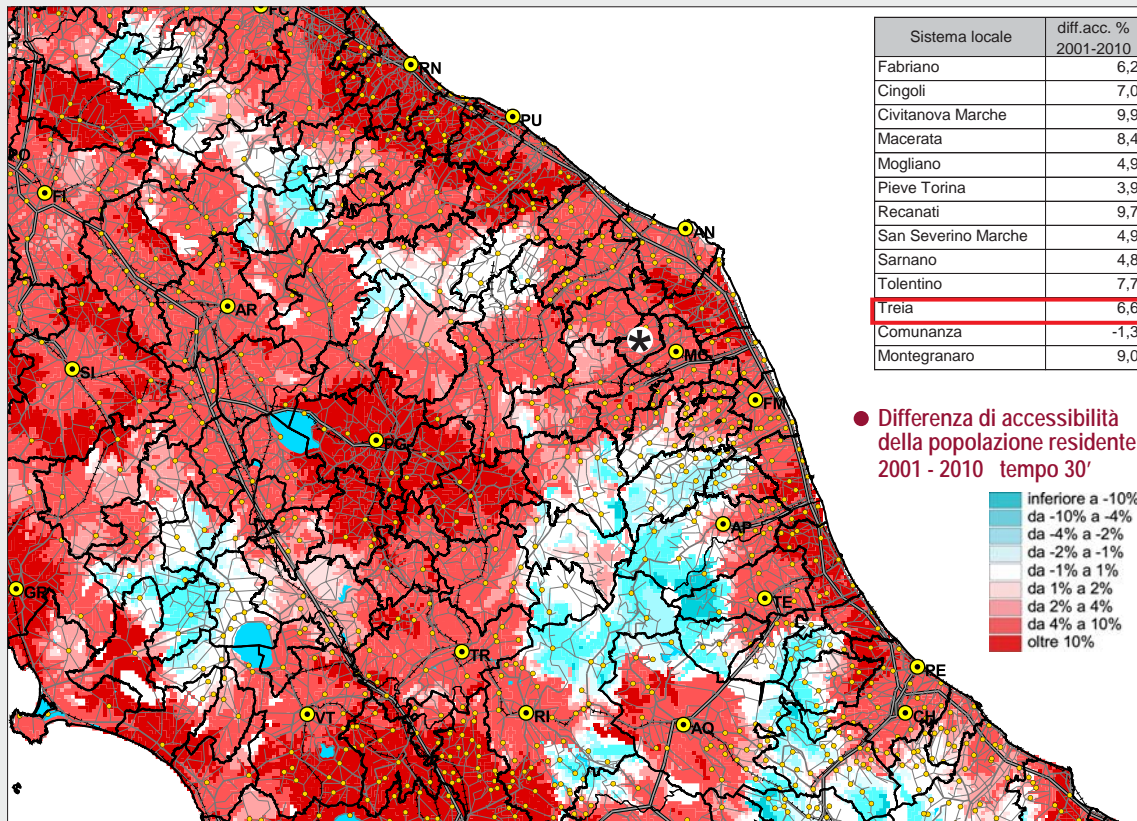 FC
RN
PU
FI
AN
AR
MC
SI
FM
PG
AP
GR
TE
TR
PE
VT
RI
AQ
CH
Sistema locale diff.acc. % 2001-2010
Fabriano 6,2
Cingoli 7,0
Civitanova Marche 9,9
Macerata 8,4
Mogliano 4,9
Pieve Torina 3,9
Recanati 9,7
San Severino Marche 4,9
Sarnano 4,8
Tolentino 7,7
Treia 6,6
Comunanza -1,3
Montegranaro 9,0
● Differenza di accessibilità
della popolazione residente
2001 - 2010 tempo 30'
inferiore a -10%
da -10% a -4%
da -4% a -2%
da -2% a -1%
da -1% a 1%
da 1% a 2%
da 2% a 4%
da 4% a 10%
oltre 10%